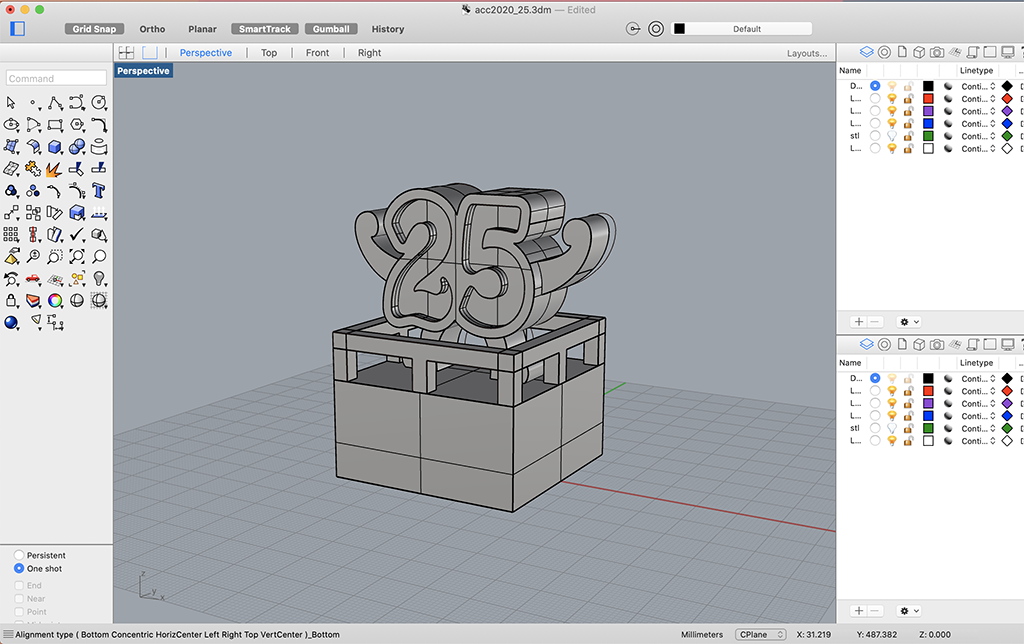 acc2020_25.3dm — Edited
Grid Snap Ortho Planar SmartTrack Gumball History Default
Perspective Top Front Right Layouts...
Perspective
Command
Name Linetype
D... Conti...
L... Conti...
L... Conti...
L... Conti...
stl Conti...
L... Conti...
25
Name Linetype
D... Conti...
L... Conti...
L... Conti...
L... Conti...
stl Conti...
L... Conti...
Persistent
One shot
End
Near
Point
z
y
x
Alignment type ( Bottom Concentric HorizCenter Left Right Top VertCenter )_Bottom Millimeters CPlane X: 31.219 Y: 487.382 Z: 0.000